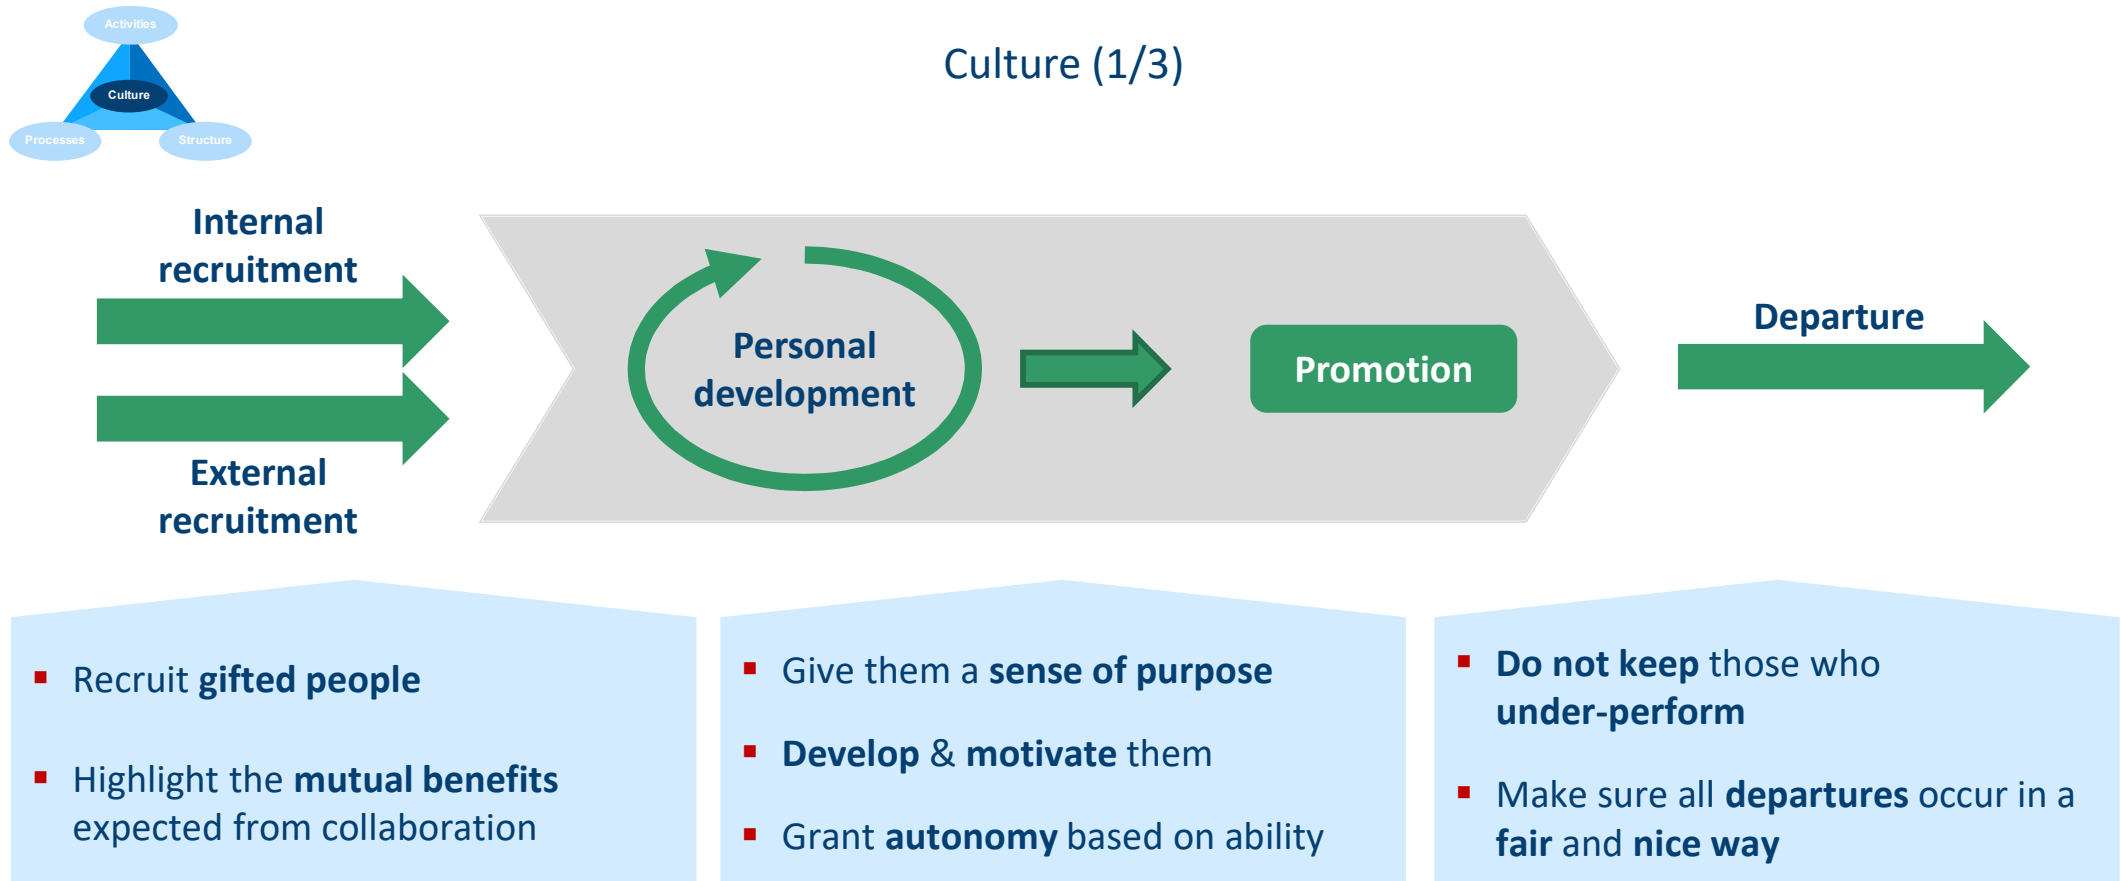 Activities
Culture
Processes
Structure
Culture (1/3)
Internal
recruitment
External
recruitment
Personal
development
Promotion
Departure
▪ Recruit gifted people
▪ Highlight the mutual benefits
expected from collaboration
▪ Give them a sense of purpose
▪ Develop & motivate them
▪ Grant autonomy based on ability
▪ Do not keep those who
under-perform
▪ Make sure all departures occur in a
fair and nice way